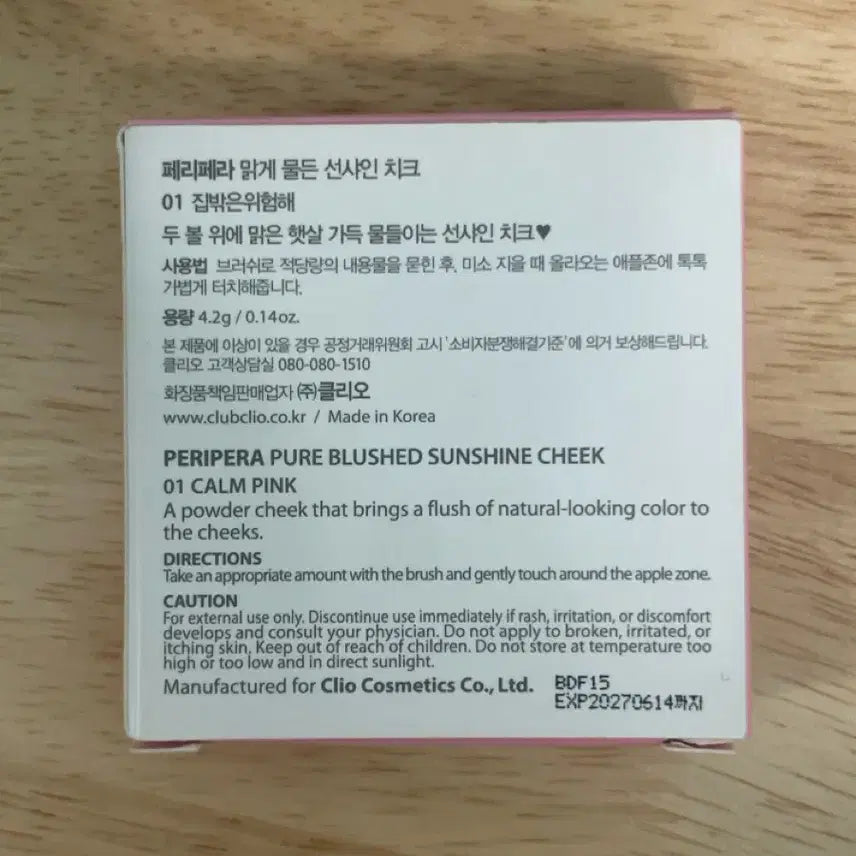 페리페라 맑게 물든 선샤인 치크
01 집밖은위험해
두 볼 위에 맑은 햇살 가득 물들이는 선샤인 치크♥
사용법 브러쉬로 적당량의 내용물을 묻힌 후, 미소 지을 때 올라오는 애플존에 톡톡
가볍게 터치해줍니다.
용량 4.2g / 0.14oz.
본 제품에 이상이 있을 경우 공정거래위원회 고시 '소비자분쟁해결기준'에 의거 보상해드립니다.
클리오 고객상담실 080-080-1510
화장품책임판매업자 ㈜클리오
www.clubclio.co.kr / Made in Korea
PERIPERA PURE BLUSHED SUNSHINE CHEEK
01 CALM PINK
A powder cheek that brings a flush of natural-looking color to
the cheeks.
DIRECTIONS
Take an appropriate amount with the brush and gently touch around the apple zone.
CAUTION
For external use only. Discontinue use immediately if rash, irritation, or discomfort
develops and consult your physician. Do not apply to broken, irritated, or
itching skin. Keep out of reach of children. Do not store at temperature too
high or too low and in direct sunlight.
Manufactured for Clio Cosmetics Co., Ltd. BDF15
EXP20270614까지